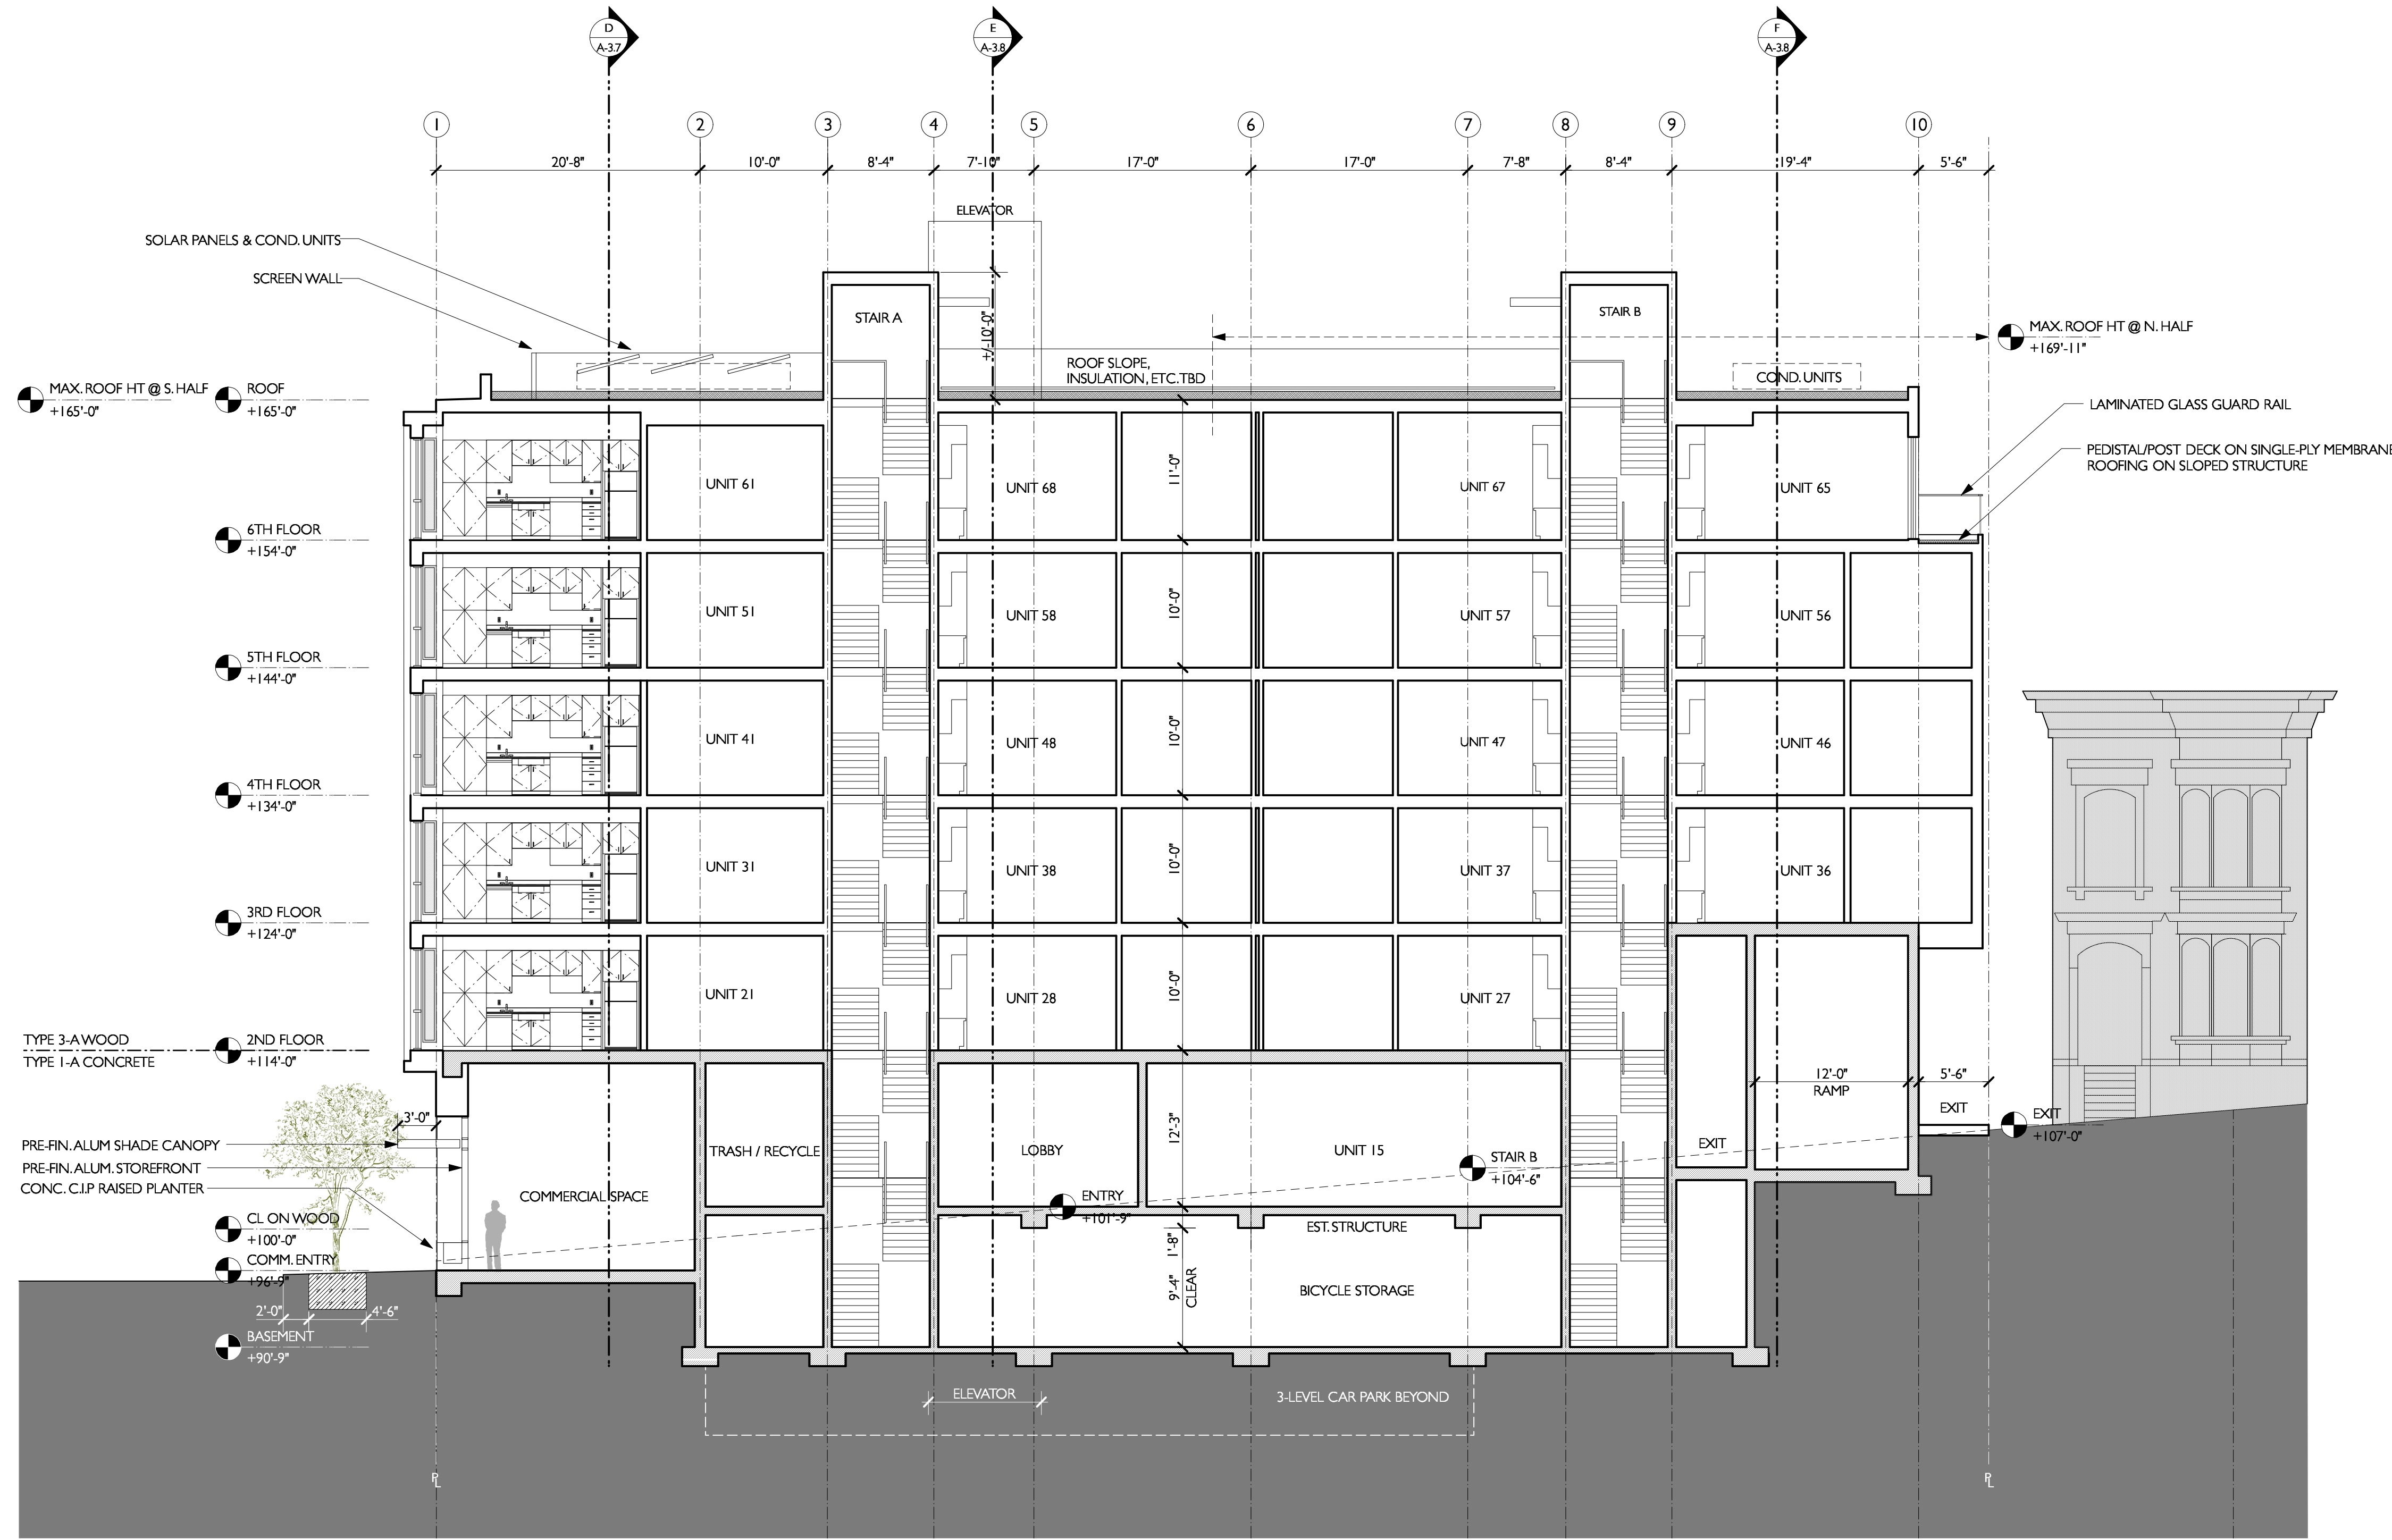 D
A-3.7
E
A-3.8
F
A-3.8
1
2
3
4
5
6
7
8
9
10
20'-8"
10'-0"
8'-4"
7'-10"
17'-0"
17'-0"
7'-8"
8'-4"
19'-4"
5'-6"
ELEVATOR
SOLAR PANELS & COND. UNITS
SCREEN WALL
STAIR A
+/-10'-0"
STAIR B
MAX. ROOF HT @ N. HALF
+169'-11"
ROOF SLOPE,
INSULATION, ETC. TBD
COND. UNITS
MAX. ROOF HT @ S. HALF
+165'-0"
ROOF
+165'-0"
LAMINATED GLASS GUARD RAIL
PEDISTAL/POST DECK ON SINGLE-PLY MEMBRANE
ROOFING ON SLOPED STRUCTURE
UNIT 61
UNIT 68
11'-0"
UNIT 67
UNIT 65
6TH FLOOR
+154'-0"
UNIT 51
UNIT 58
10'-0"
UNIT 57
UNIT 56
5TH FLOOR
+144'-0"
UNIT 41
UNIT 48
10'-0"
UNIT 47
UNIT 46
4TH FLOOR
+134'-0"
UNIT 31
UNIT 38
10'-0"
UNIT 37
UNIT 36
3RD FLOOR
+124'-0"
UNIT 21
UNIT 28
10'-0"
UNIT 27
TYPE 3-A WOOD
TYPE 1-A CONCRETE
2ND FLOOR
+114'-0"
12'-0"
RAMP
5'-6"
EXIT
EXIT
+107'-0"
3'-0"
PRE-FIN. ALUM SHADE CANOPY
PRE-FIN. ALUM. STOREFRONT
CONC. C.I.P RAISED PLANTER
COMMERCIAL SPACE
TRASH / RECYCLE
LOBBY
12'-3"
UNIT 15
STAIR B
+104'-6"
EXIT
ENTRY
+101'-9"
CL ON WOOD
+100'-0"
COMM. ENTRY
+96'-9"
EST. STRUCTURE
1'-8"
9'-4"
CLEAR
BICYCLE STORAGE
2'-0"
4'-6"
BASEMENT
+90'-9"
ELEVATOR
3-LEVEL CAR PARK BEYOND
PL
PL